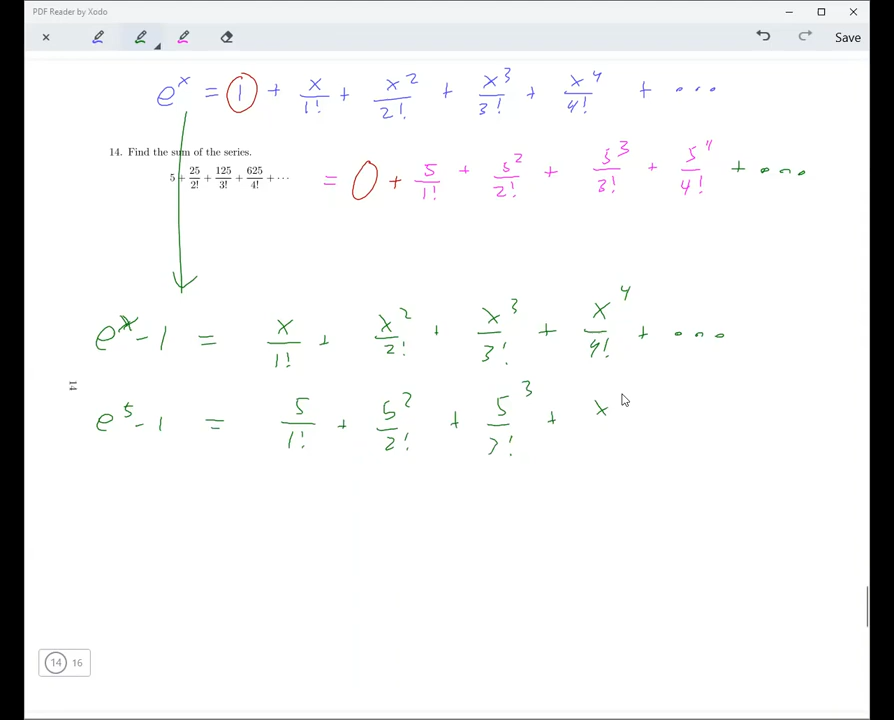 PDF Reader by Xodo
Save
e^x = 1 + x/1! + x^2/2! + x^3/3! + x^4/4! + ...
14. Find the sum of the series.
5 + 25/2! + 125/3! + 625/4! + ⋯ = 0 + 5/1! + 5^2/2! + 5^3/3! + 5^4/4! + ...
e^x - 1 = x/1! + x^2/2! + x^3/3! + x^4/4! + ...
14
e^5 - 1 = 5/1! + 5^2/2! + 5^3/3! + x
14 16